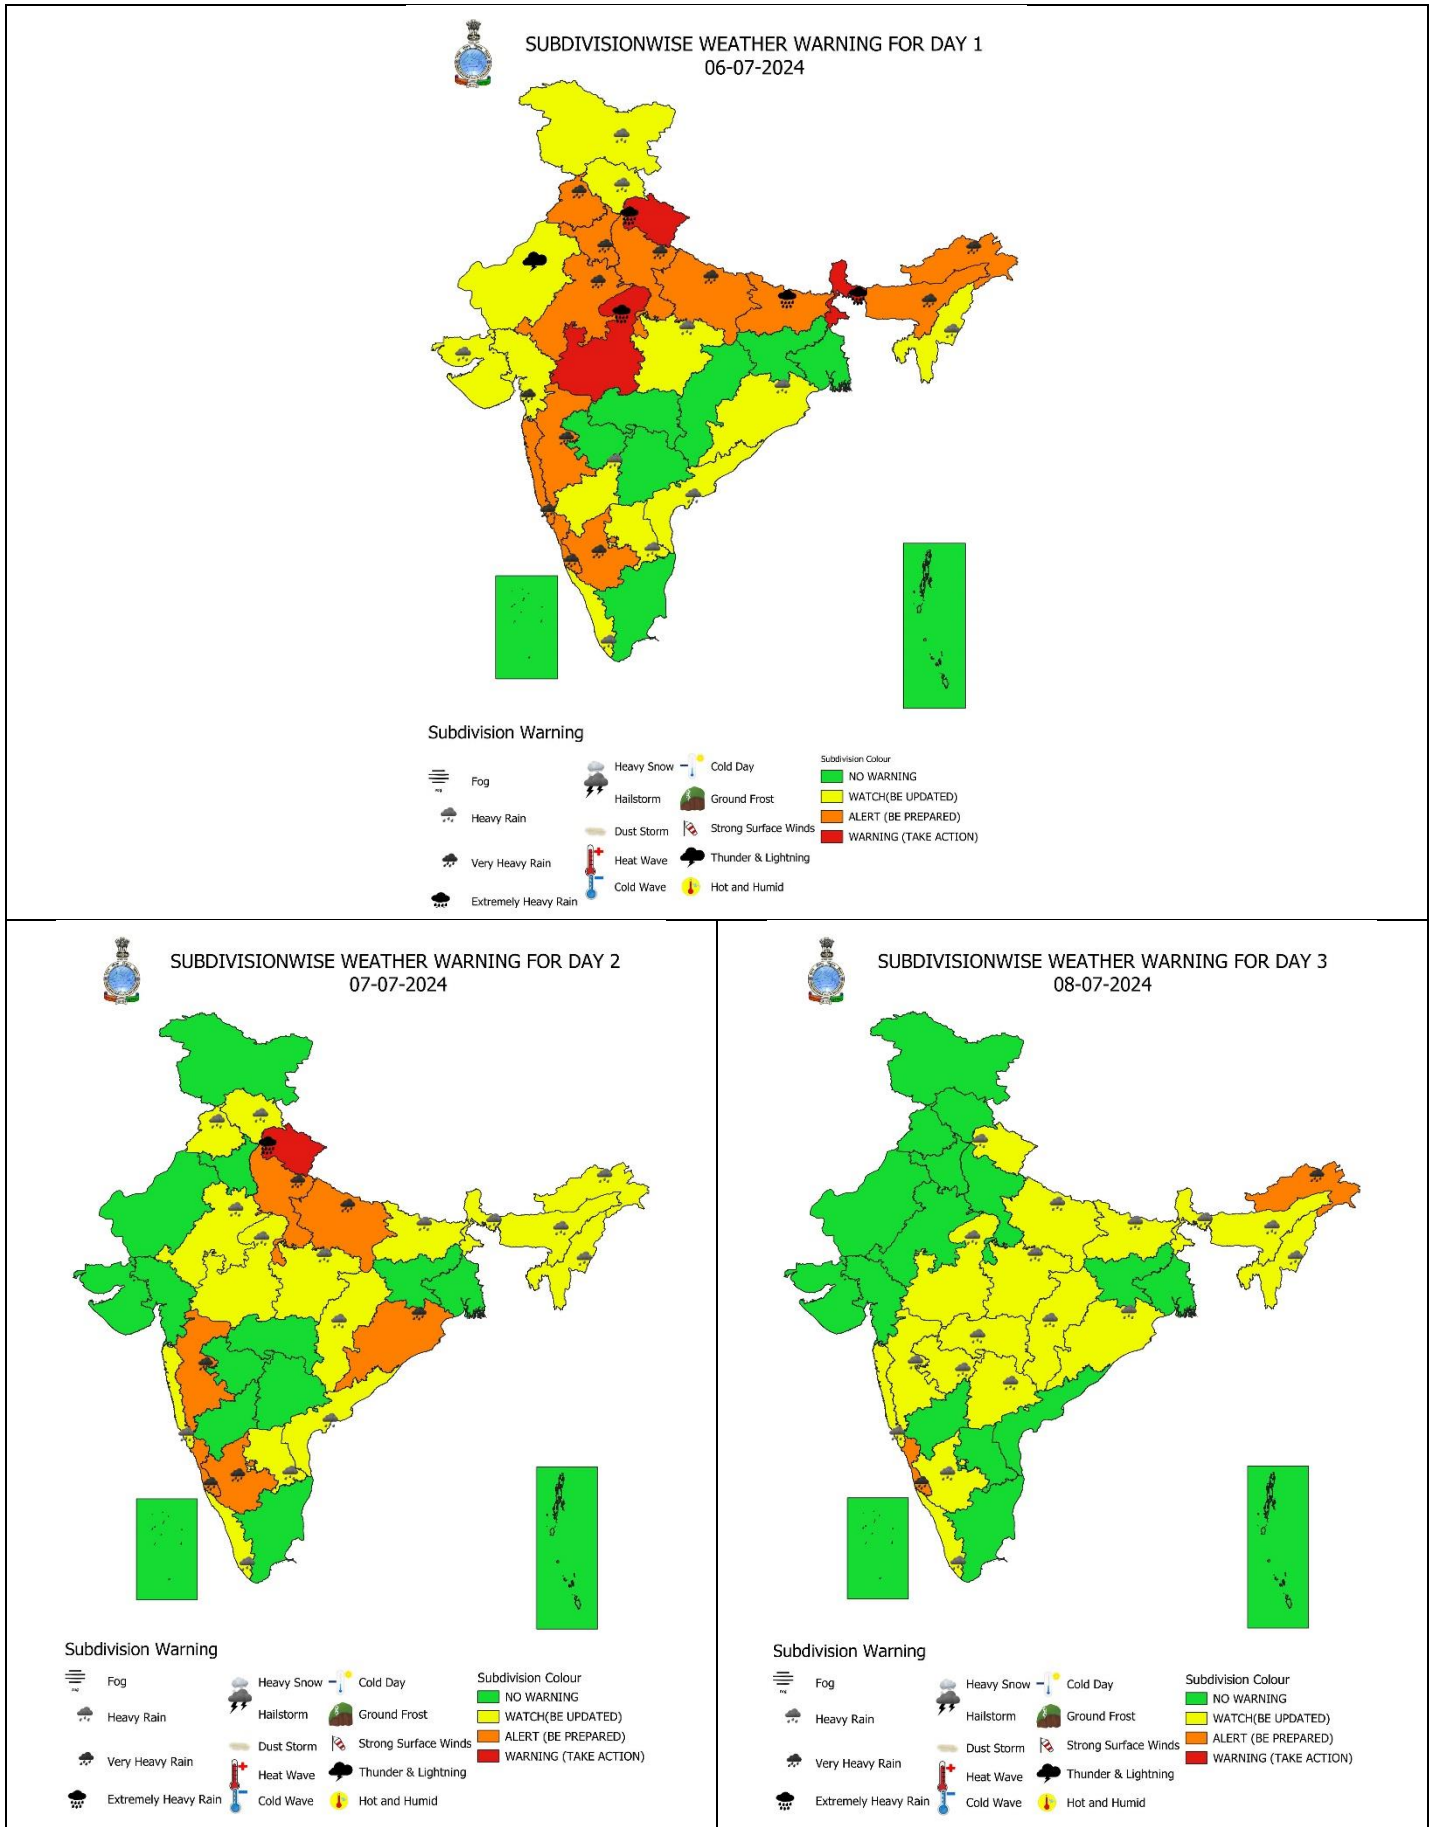 SUBDIVISIONWISE WEATHER WARNING FOR DAY 1
06-07-2024
Subdivision Warning
Fog
Heavy Rain
Very Heavy Rain
Extremely Heavy Rain
Heavy Snow
Hailstorm
Dust Storm
Heat Wave
Cold Wave
Cold Day
Ground Frost
Strong Surface Winds
Thunder & Lightning
Hot and Humid
Subdivision Colour
NO WARNING
WATCH(BE UPDATED)
ALERT (BE PREPARED)
WARNING (TAKE ACTION)
SUBDIVISIONWISE WEATHER WARNING FOR DAY 2
07-07-2024
Subdivision Warning
Fog
Heavy Rain
Very Heavy Rain
Extremely Heavy Rain
Heavy Snow
Hailstorm
Dust Storm
Heat Wave
Cold Wave
Cold Day
Ground Frost
Strong Surface Winds
Thunder & Lightning
Hot and Humid
Subdivision Colour
NO WARNING
WATCH(BE UPDATED)
ALERT (BE PREPARED)
WARNING (TAKE ACTION)
SUBDIVISIONWISE WEATHER WARNING FOR DAY 3
08-07-2024
Subdivision Warning
Fog
Heavy Rain
Very Heavy Rain
Extremely Heavy Rain
Heavy Snow
Hailstorm
Dust Storm
Heat Wave
Cold Wave
Cold Day
Ground Frost
Strong Surface Winds
Thunder & Lightning
Hot and Humid
Subdivision Colour
NO WARNING
WATCH(BE UPDATED)
ALERT (BE PREPARED)
WARNING (TAKE ACTION)